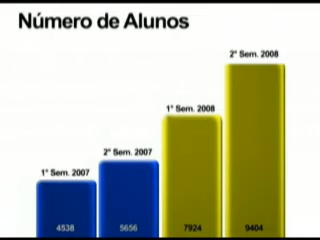 Número de Alunos
2º Sem. 2008
1º Sem. 2008
2º Sem. 2007
1º Sem. 2007
4538 5656 7924 9404